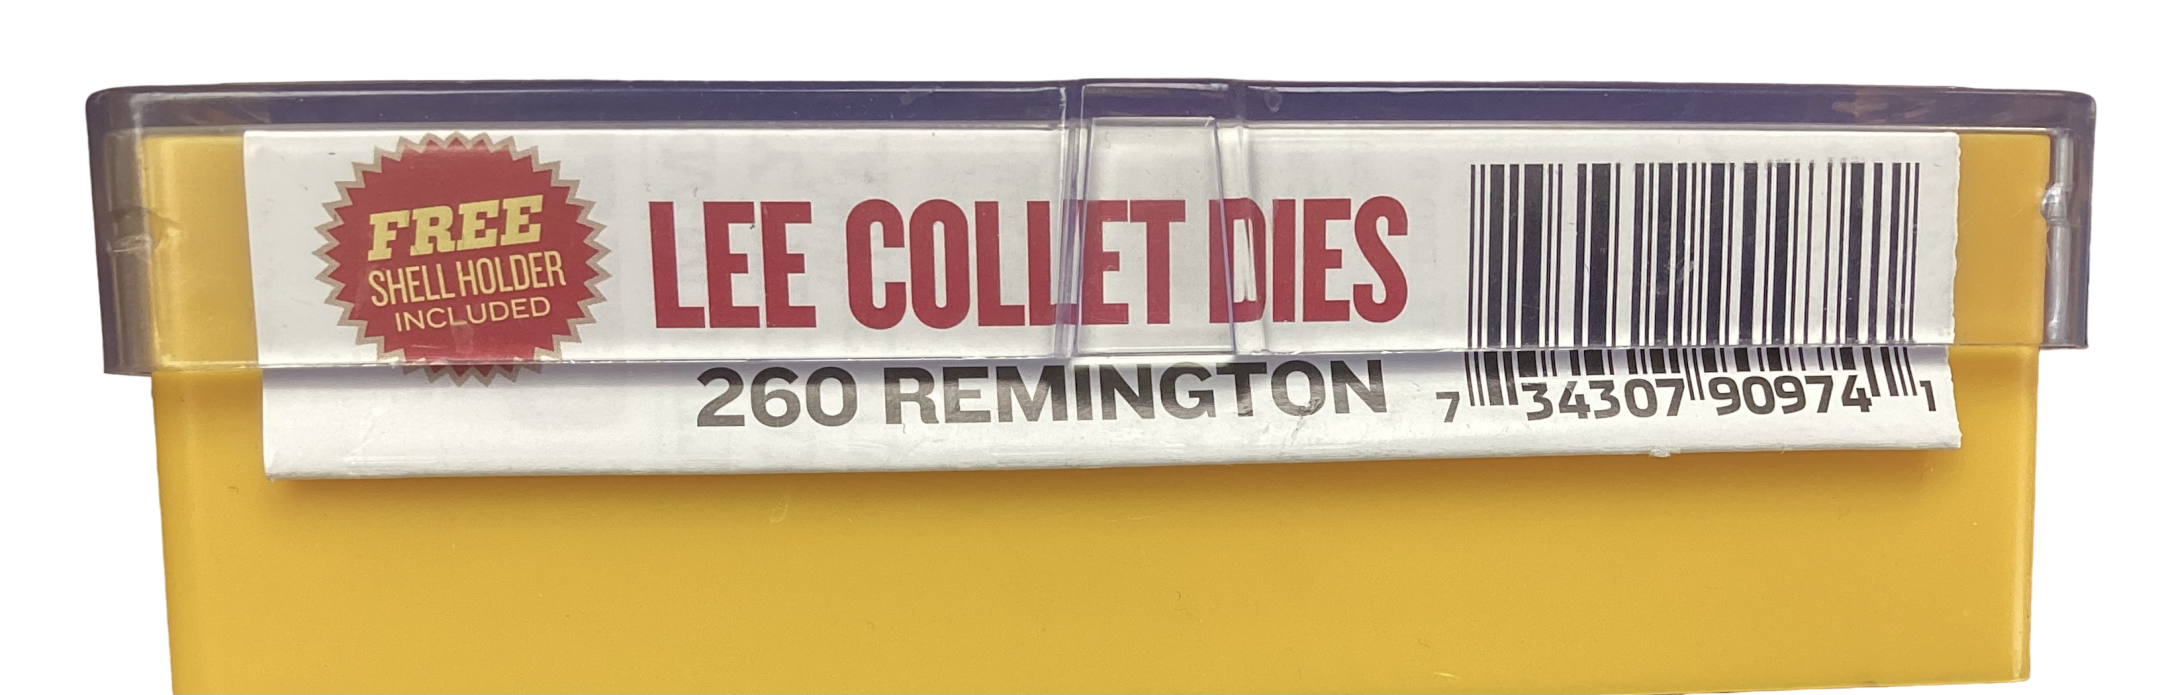 FREE
SHELL HOLDER
INCLUDED
LEE COLLET DIES
260 REMINGTON
7 34307 90974 1